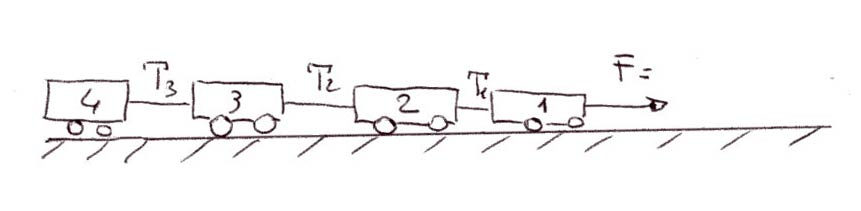 T₃ T₂ T₁ F̄ =
4 3 2 1